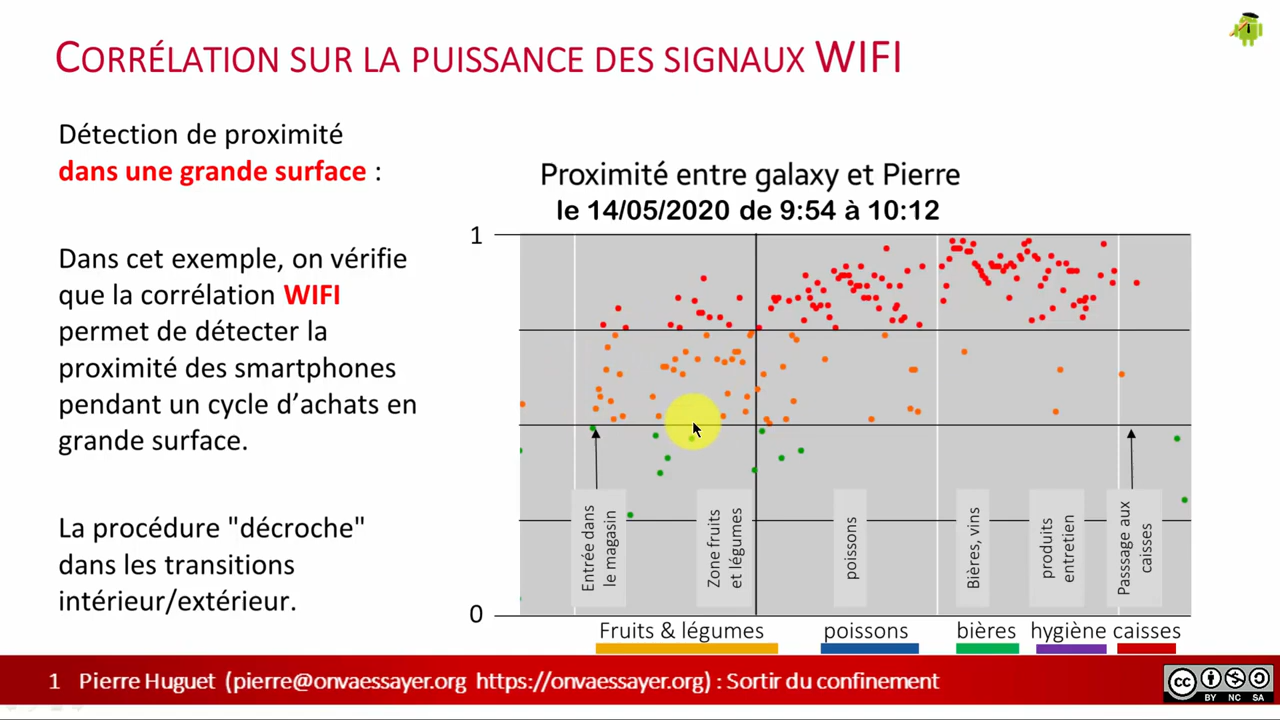 CORRÉLATION SUR LA PUISSANCE DES SIGNAUX WIFI
Détection de proximité
dans une grande surface :
Dans cet exemple, on vérifie
que la corrélation WIFI
permet de détecter la
proximité des smartphones
pendant un cycle d’achats en
grande surface.
La procédure "décroche"
dans les transitions
intérieur/extérieur.
Proximité entre galaxy et Pierre
le 14/05/2020 de 9:54 à 10:12
1
0
Entrée dans
le magasin
Zone fruits
et légumes
poissons
Bières, vins
produits
entretien
Passsage aux
caisses
Fruits & légumes
poissons
bières
hygiène
caisses
1 Pierre Huguet (pierre@onvaessayer.org https://onvaessayer.org) : Sortir du confinement
cc
BY NC SA